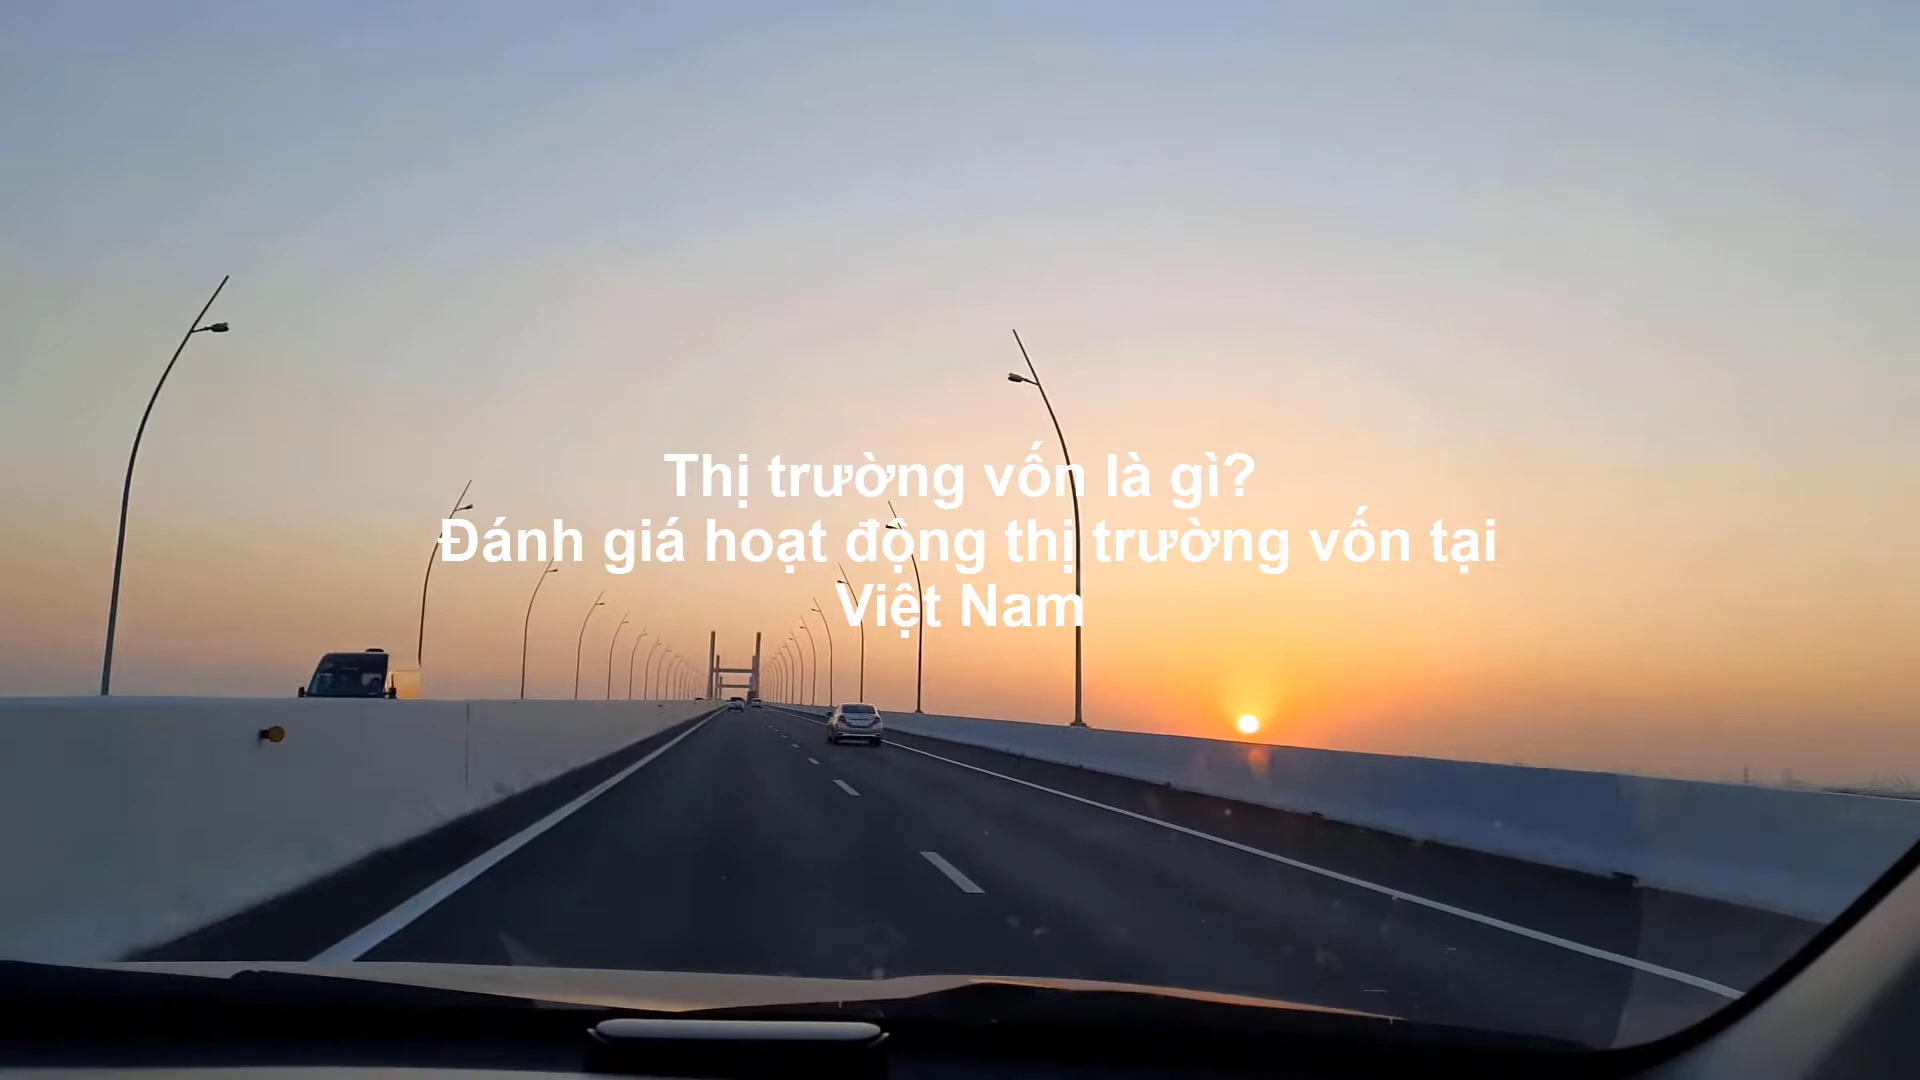 Thị trường vốn là gì?
Đánh giá hoạt động thị trường vốn tại
Việt Nam